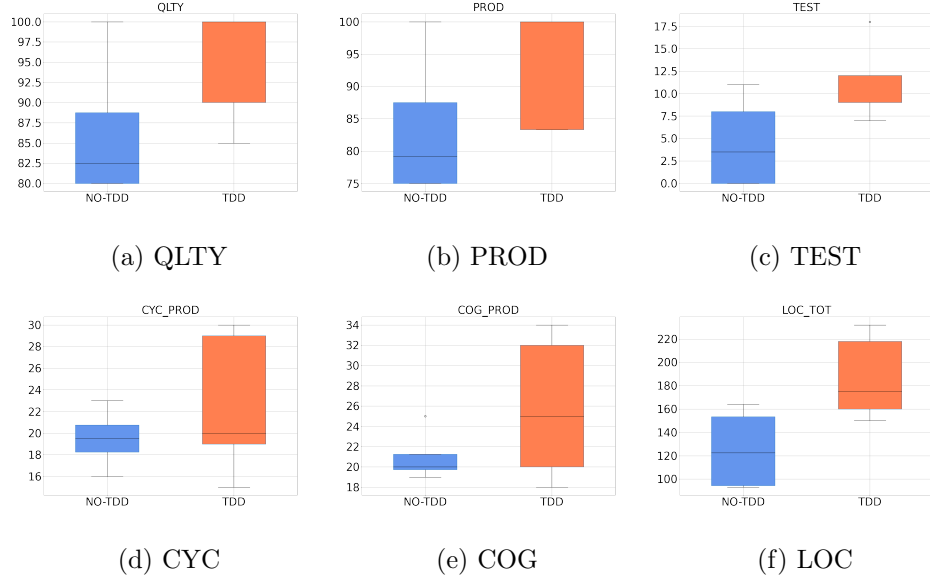 QLTY
100.0
97.5
95.0
92.5
90.0
87.5
85.0
82.5
80.0
NO-TDD TDD
(a) QLTY
PROD
100
95
90
85
80
75
NO-TDD TDD
(b) PROD
TEST
17.5
15.0
12.5
10.0
7.5
5.0
2.5
0.0
NO-TDD TDD
(c) TEST
CYC_PROD
30
28
26
24
22
20
18
16
NO-TDD TDD
(d) CYC
COG_PROD
34
32
30
28
26
24
22
20
18
NO-TDD TDD
(e) COG
LOC_TOT
220
200
180
160
140
120
100
NO-TDD TDD
(f) LOC